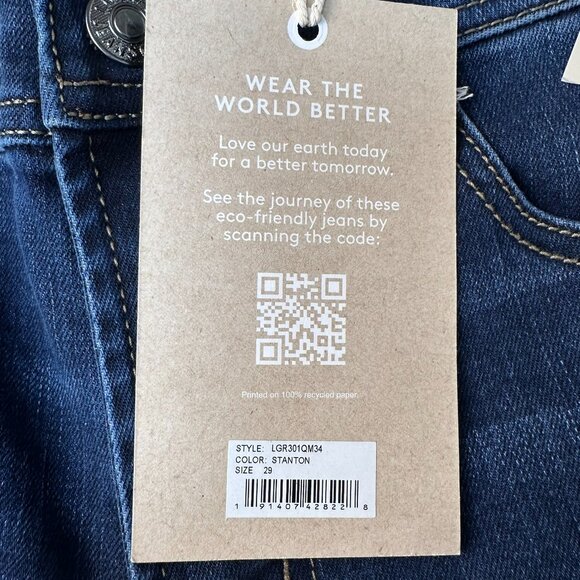 WEAR THE
WORLD BETTER
Love our earth today
for a better tomorrow.
See the journey of these
eco-friendly jeans by
scanning the code:
Printed on 100% recycled paper.
STYLE: LGR301QM34
COLOR: STANTON
SIZE 29
1 91407 42822 8